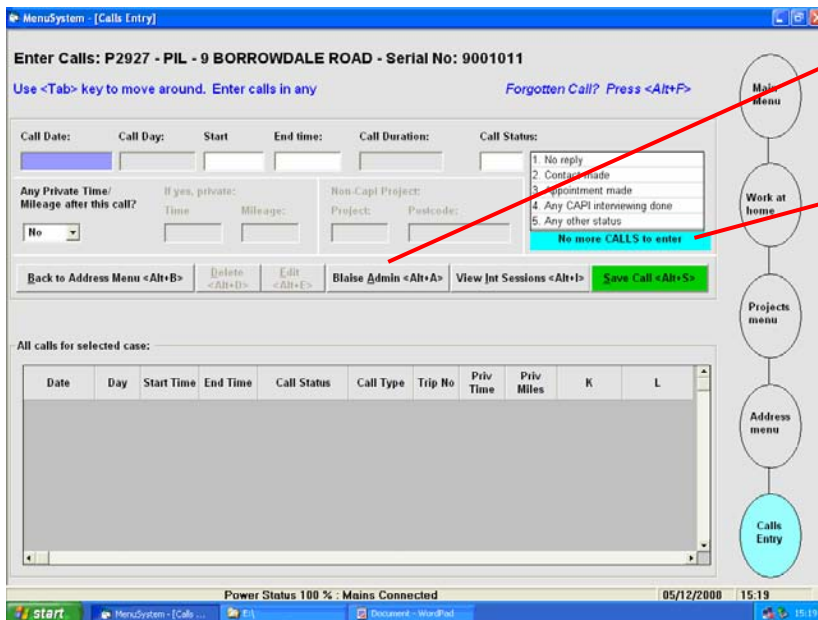 MenuSystem - [Calls Entry]
Enter Calls: P2927 - PIL - 9 BORROWDALE ROAD - Serial No: 9001011
Use <Tab> key to move around. Enter calls in any
Forgotten Call? Press <Alt+F>
Call Date:
Call Day:
Start
End time:
Call Duration:
Call Status:
1. No reply
2. Contact made
3. Appointment made
4. Any CAPI interviewing done
5. Any other status
No more CALLS to enter
Any Private Time/
Mileage after this call?
No
If yes, private:
Time
Mileage:
Non-Capi Project:
Project:
Postcode:
Back to Address Menu <Alt+B>
Delete
<Alt+D>
Edit
<Alt+E>
Blaise Admin <Alt+A>
View Int Sessions <Alt+I>
Save Call <Alt+S>
All calls for selected case:
Date
Day
Start Time
End Time
Call Status
Call Type
Trip No
Priv
Time
Priv
Miles
K
L
Main
Menu
Work at
home
Projects
menu
Address
menu
Calls
Entry
Power Status 100 % : Mains Connected
05/12/2008
15:19
start
MenuSystem - [Calls ...
E:\
Document - WordPad
15:19